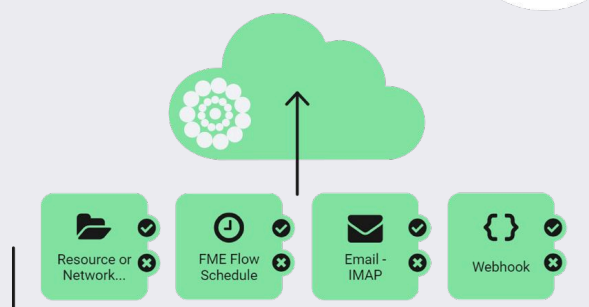 Resource or
Network...
FME Flow
Schedule
Email -
IMAP
Webhook